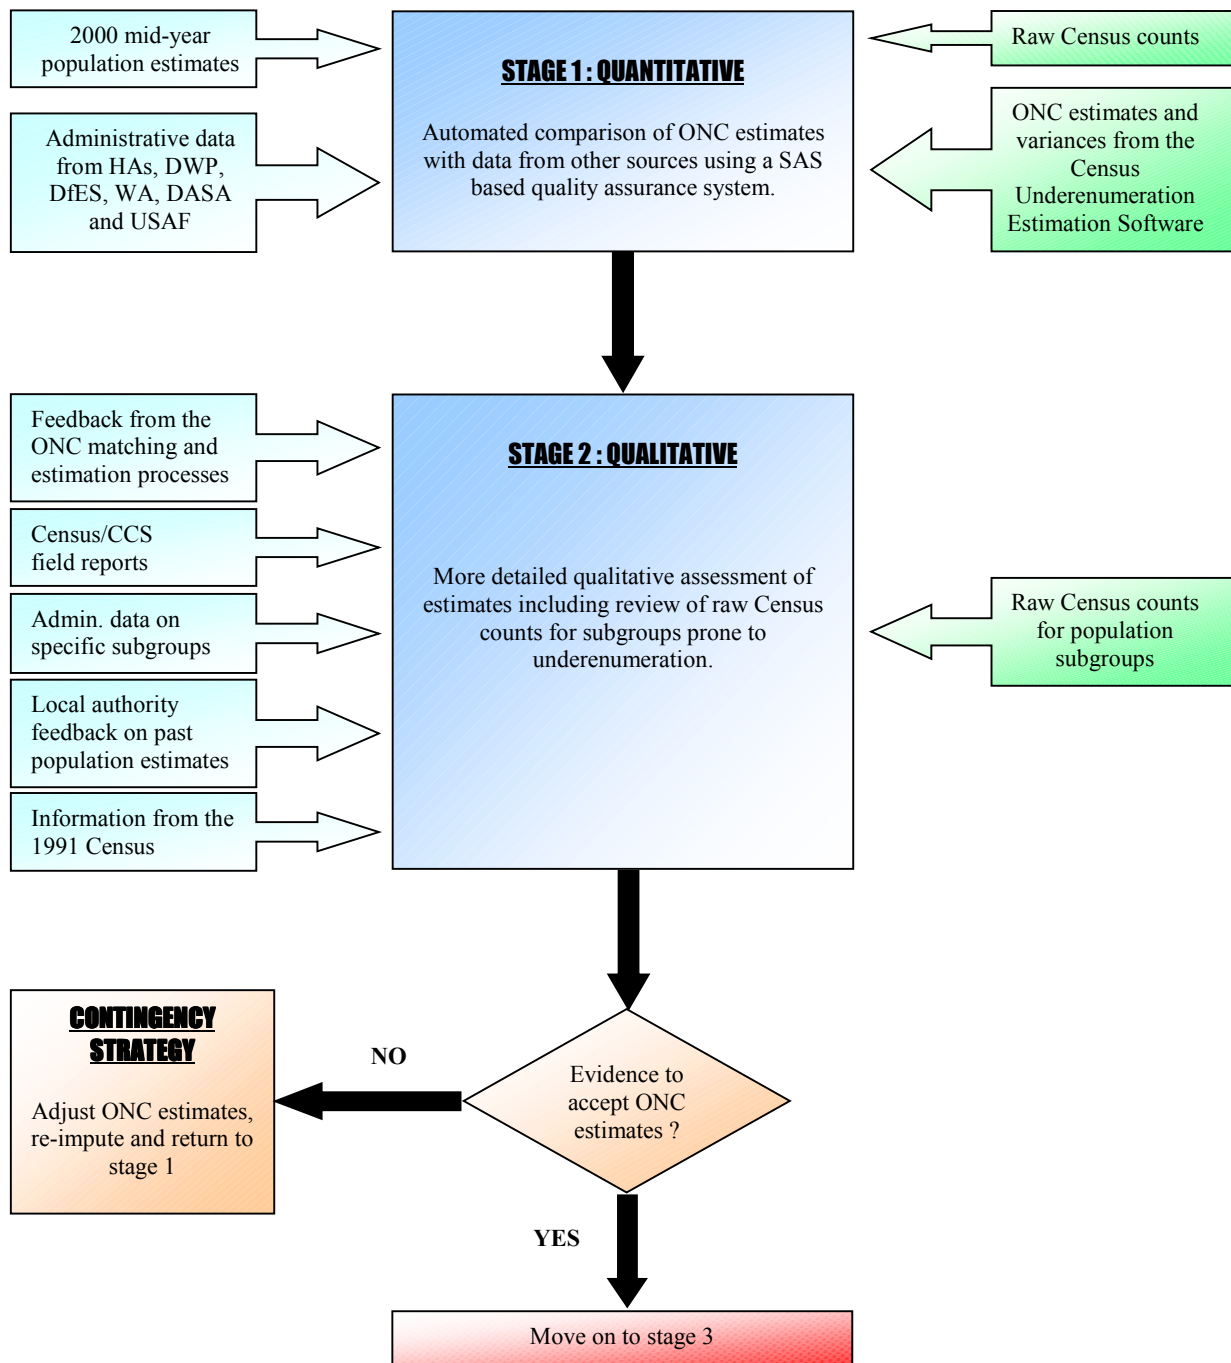 2000 mid-year
population estimates
Administrative data
from HAs, DWP,
DfES, WA, DASA
and USAF
STAGE 1 : QUANTITATIVE
Automated comparison of ONC estimates
with data from other sources using a SAS
based quality assurance system.
Raw Census counts
ONC estimates and
variances from the
Census
Underenumeration
Estimation Software
Feedback from the
ONC matching and
estimation processes
Census/CCS
field reports
Admin. data on
specific subgroups
Local authority
feedback on past
population estimates
Information from the
1991 Census
STAGE 2 : QUALITATIVE
More detailed qualitative assessment of
estimates including review of raw Census
counts for subgroups prone to
underenumeration.
Raw Census counts
for population
subgroups
CONTINGENCY
STRATEGY
Adjust ONC estimates,
re-impute and return to
stage 1
NO
Evidence to
accept ONC
estimates ?
YES
Move on to stage 3